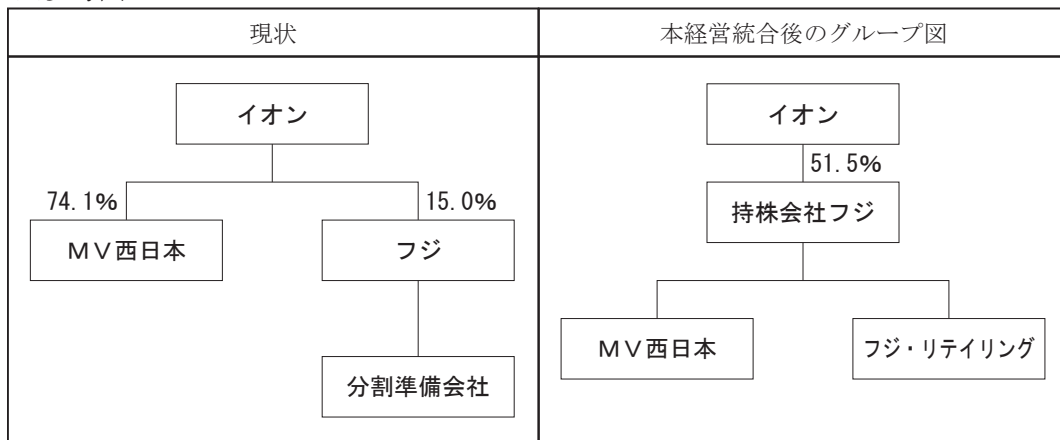 現状
イオン
74.1%
15.0%
ＭＶ西日本
フジ
分割準備会社
本経営統合後のグループ図
イオン
51.5%
持株会社フジ
ＭＶ西日本
フジ・リテイリング